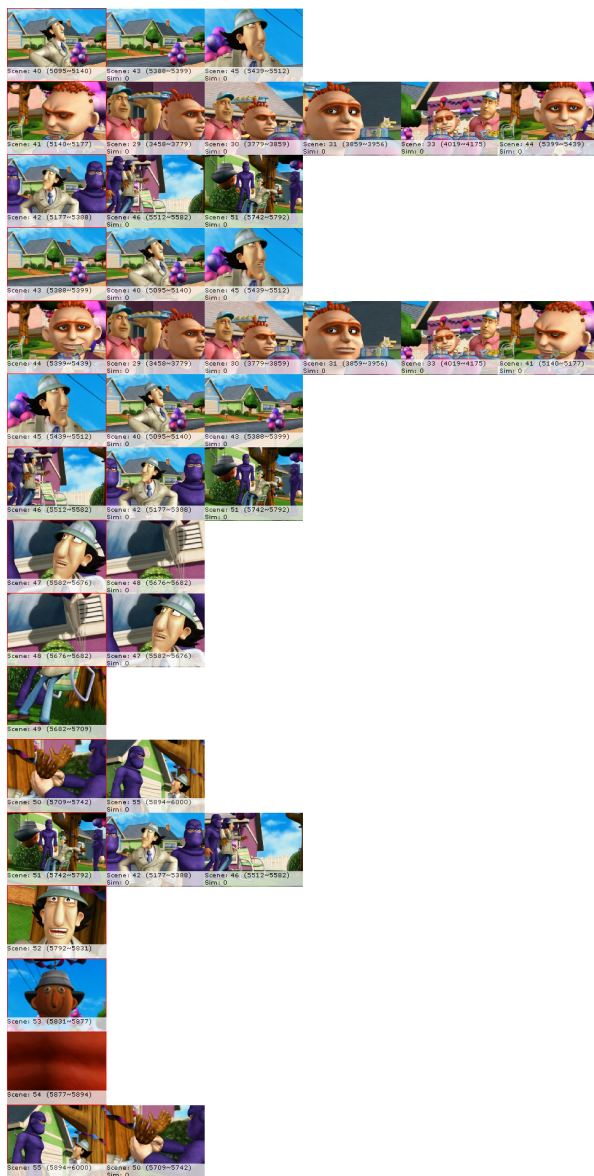 Scene: 40 (5095~5140) Scene: 43 (5388~5399) Scene: 45 (5439~5512)
Sim: 0 Sim: 0
Scene: 41 (5140~5177) Scene: 29 (3458~3779) Scene: 30 (3779~3859) Scene: 31 (3859~3956) Scene: 33 (4019~4175) Scene: 44 (5399~5439)
Sim: 0 Sim: 0 Sim: 0 Sim: 0 Sim: 0
Scene: 42 (5177~5388) Scene: 46 (5512~5582) Scene: 51 (5742~5792)
Sim: 0 Sim: 0
Scene: 43 (5388~5399) Scene: 40 (5095~5140) Scene: 45 (5439~5512)
Sim: 0 Sim: 0
Scene: 44 (5399~5439) Scene: 29 (3458~3779) Scene: 30 (3779~3859) Scene: 31 (3859~3956) Scene: 33 (4019~4175) Scene: 41 (5140~5177)
Sim: 0 Sim: 0 Sim: 0 Sim: 0 Sim: 0
Scene: 45 (5439~5512) Scene: 40 (5095~5140) Scene: 43 (5388~5399)
Sim: 0 Sim: 0
Scene: 46 (5512~5582) Scene: 42 (5177~5388) Scene: 51 (5742~5792)
Sim: 0 Sim: 0
Scene: 47 (5582~5676) Scene: 48 (5676~5682)
Sim: 0
Scene: 48 (5676~5682) Scene: 47 (5582~5676)
Sim: 0
Scene: 49 (5682~5709)
Scene: 50 (5709~5742) Scene: 55 (5894~6000)
Sim: 0
Scene: 51 (5742~5792) Scene: 42 (5177~5388) Scene: 46 (5512~5582)
Sim: 0 Sim: 0
Scene: 52 (5792~5831)
Scene: 53 (5831~5877)
Scene: 54 (5877~5894)
Scene: 55 (5894~6000) Scene: 50 (5709~5742)
Sim: 0